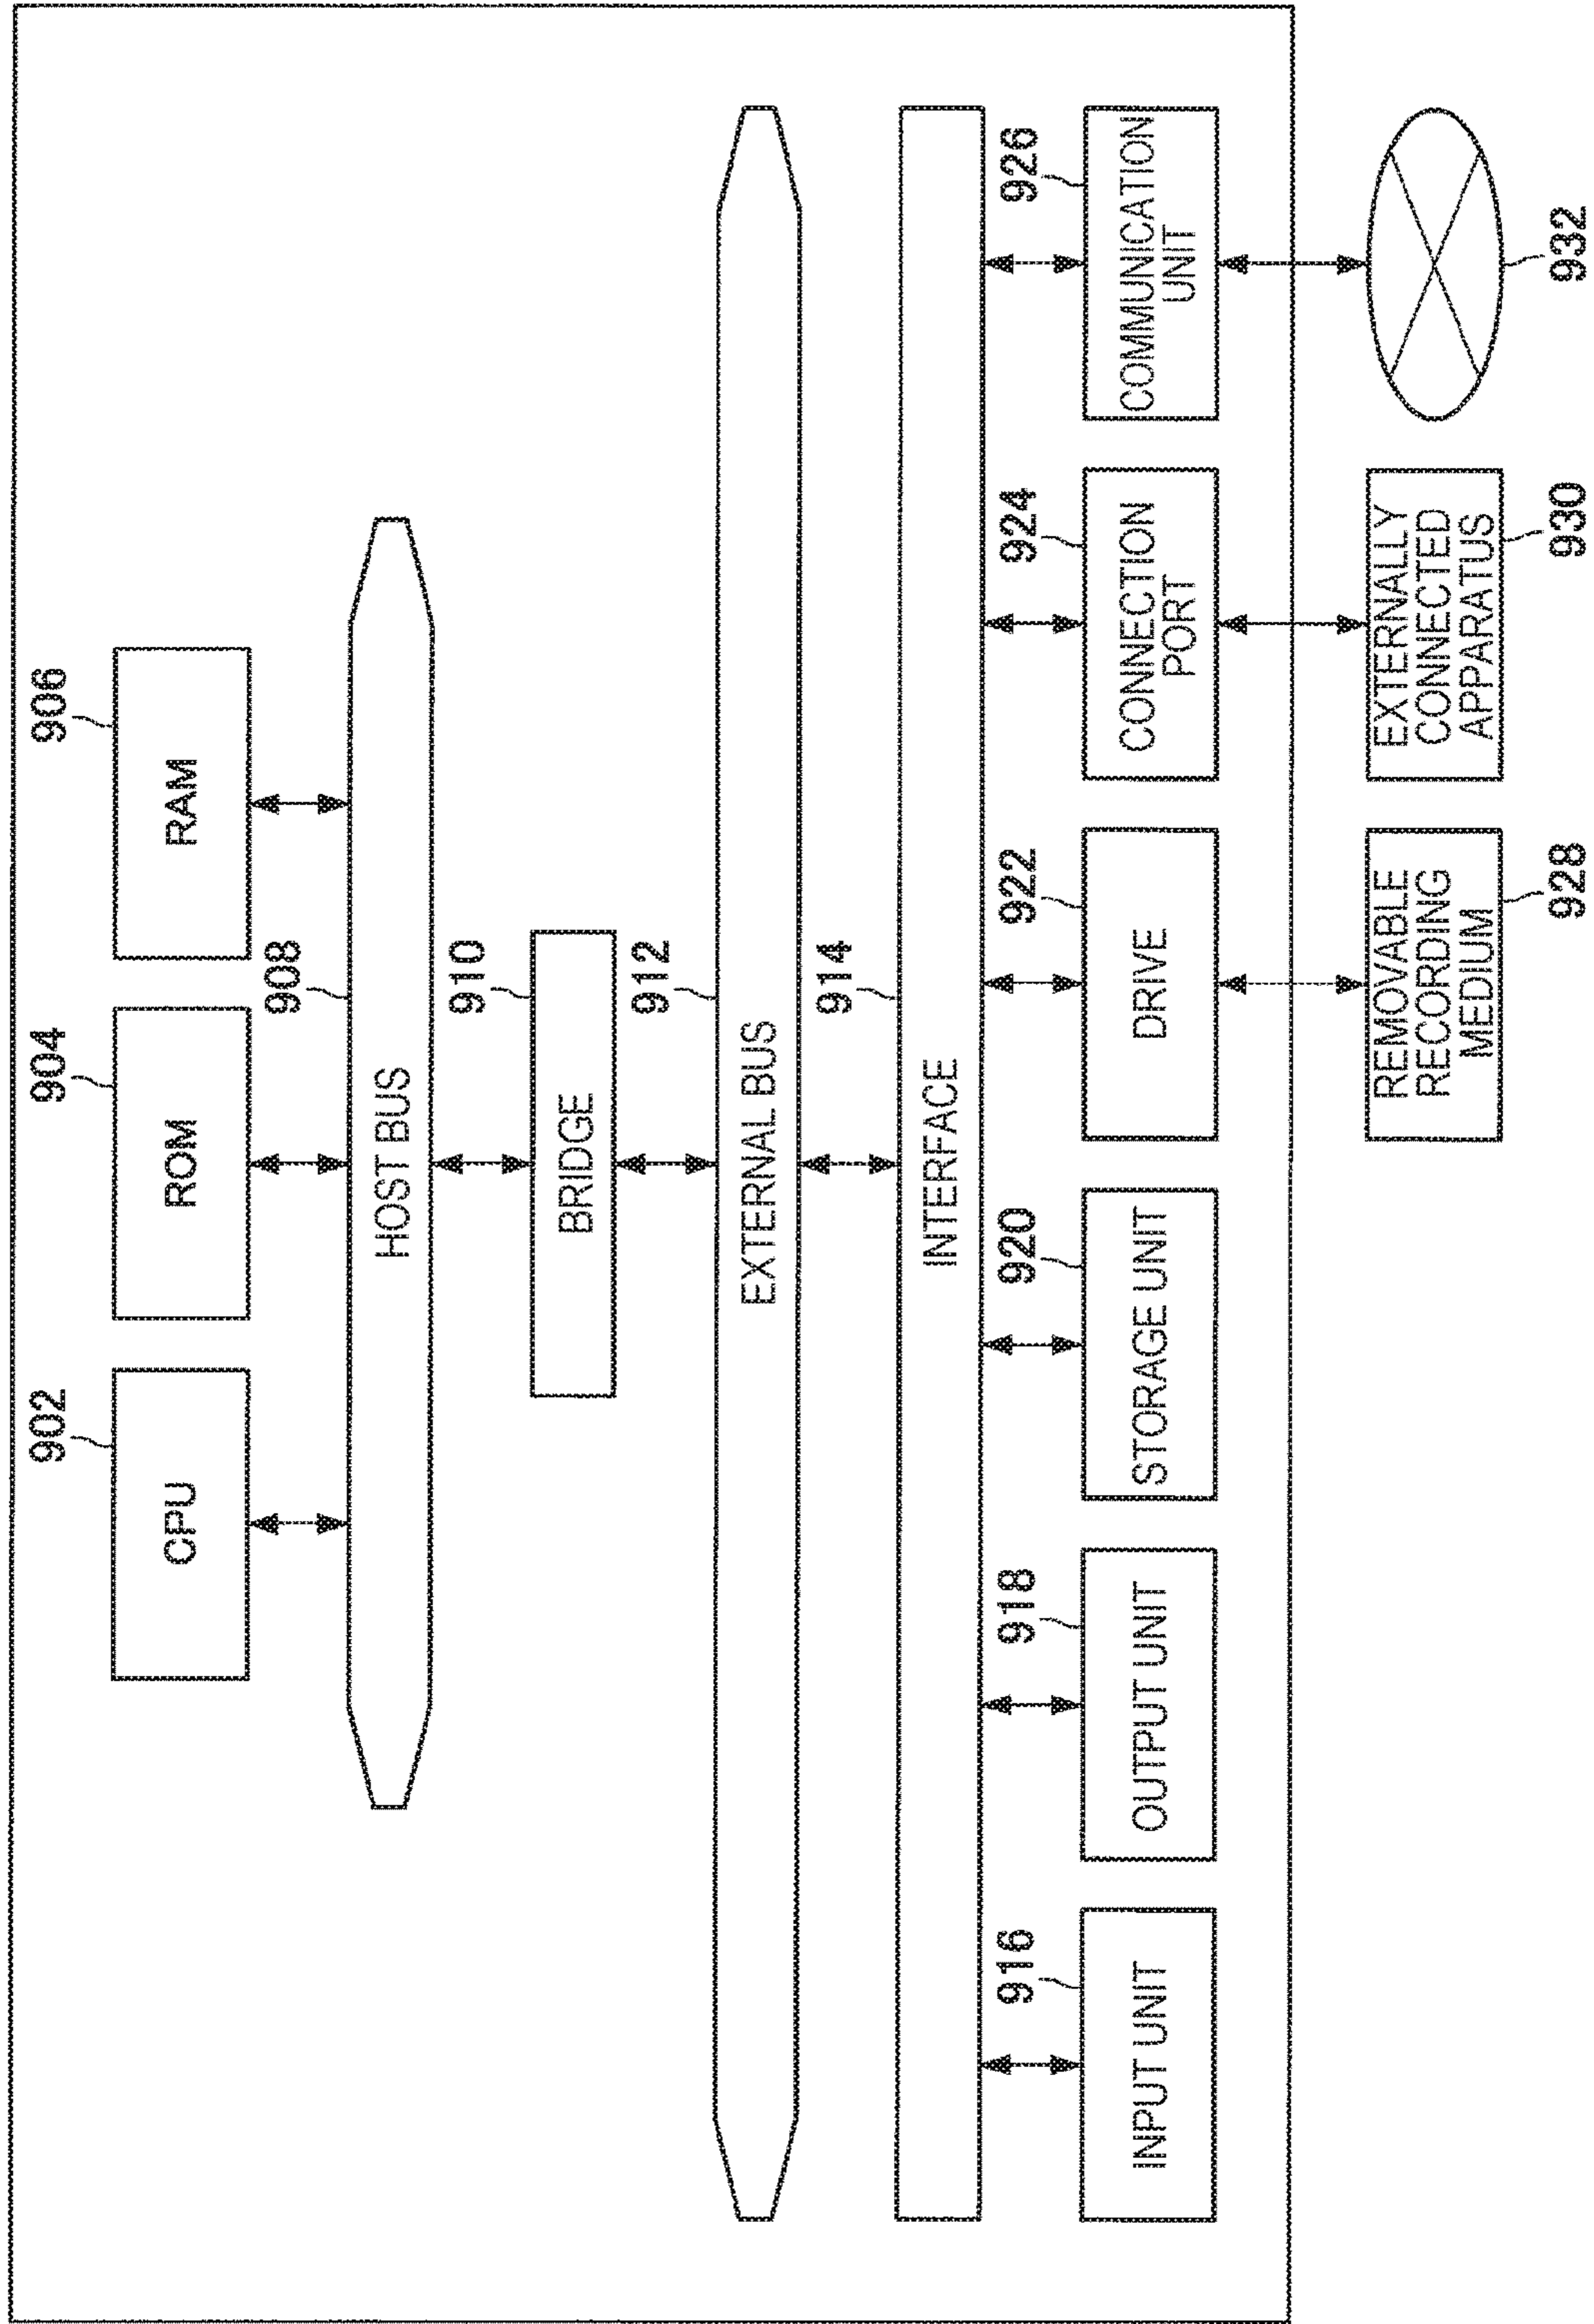 902
904
906
CPU
ROM
RAM
908
HOST BUS
910
BRIDGE
912
EXTERNAL BUS
914
INTERFACE
916
918
920
922
924
926
INPUT UNIT
OUTPUT UNIT
STORAGE UNIT
DRIVE
CONNECTION
PORT
COMMUNICATION
UNIT
REMOVABLE
RECORDING
MEDIUM
EXTERNALLY
CONNECTED
APPARATUS
928
930
932